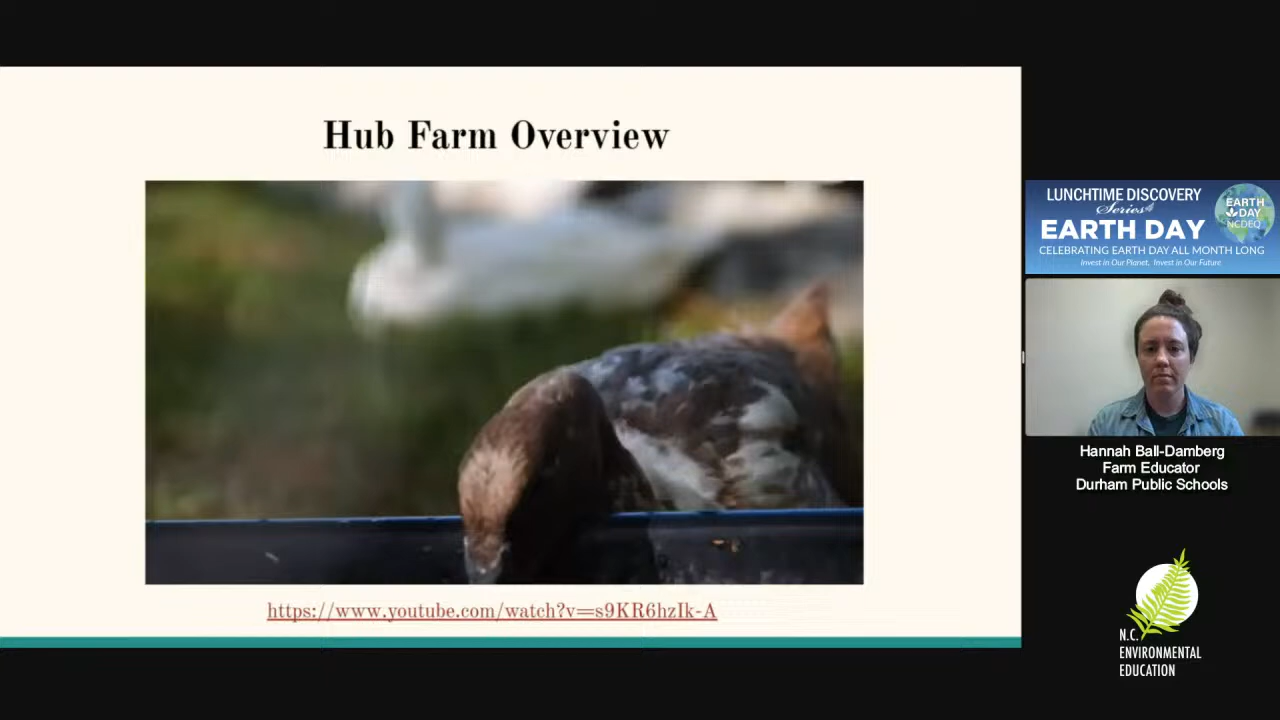 Hub Farm Overview
https://www.youtube.com/watch?v=s9KR6hzIk-A
LUNCHTIME DISCOVERY
Series
EARTH DAY
CELEBRATING EARTH DAY ALL MONTH LONG
Invest in Our Planet. Invest in Our Future
EARTH
DAY
NCDEQ
Hannah Ball-Damberg
Farm Educator
Durham Public Schools
N.C.
ENVIRONMENTAL
EDUCATION